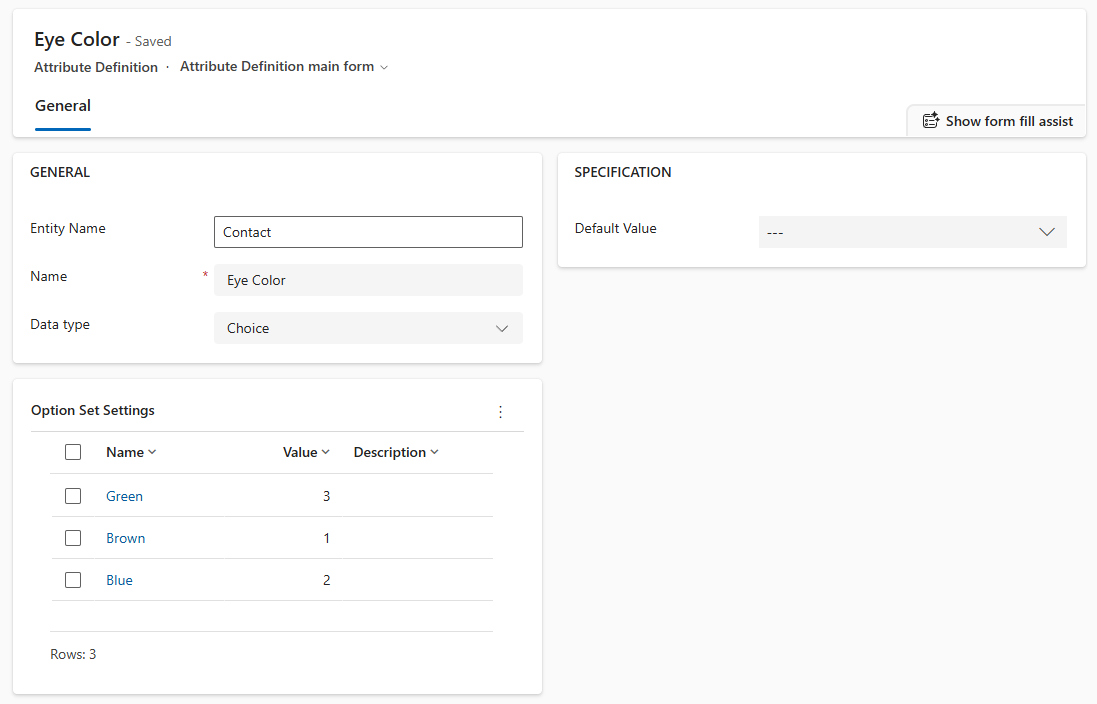 Eye Color - Saved
Attribute Definition · Attribute Definition main form
General
Show form fill assist
GENERAL
Entity Name Contact
Name * Eye Color
Data type Choice
SPECIFICATION
Default Value ---
Option Set Settings
Name Value Description
Green 3
Brown 1
Blue 2
Rows: 3